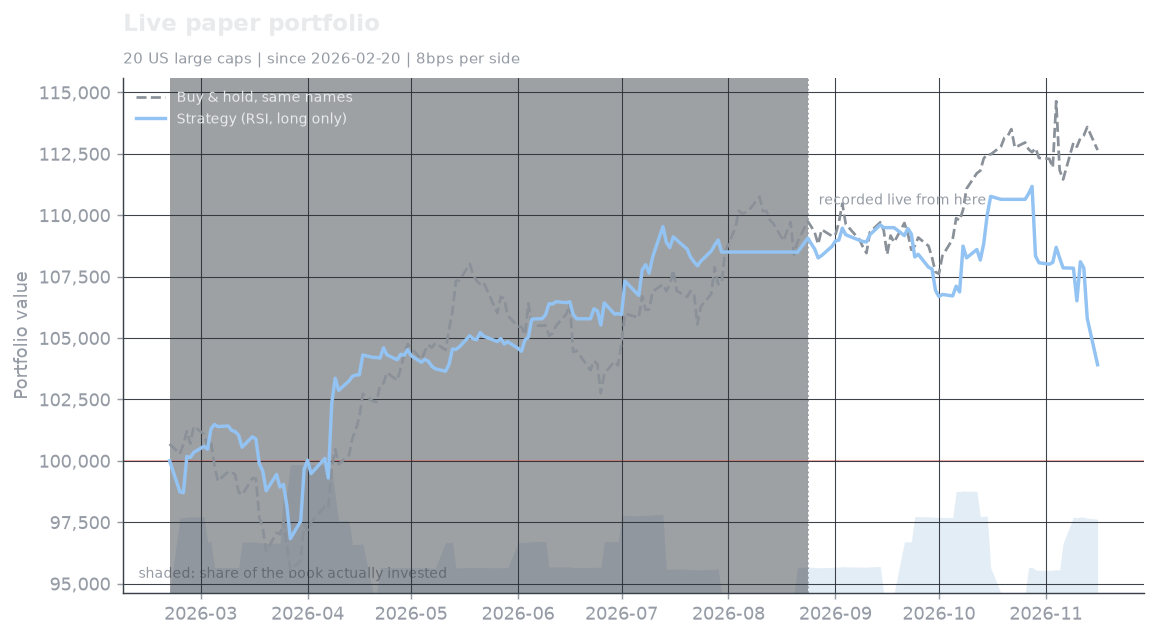 Live paper portfolio
20 US large caps | since 2026-02-20 | 8bps per side
Buy & hold, same names
Strategy (RSI, long only)
recorded live from here
shaded: share of the book actually invested
Portfolio value
115,000
112,500
110,000
107,500
105,000
102,500
100,000
97,500
95,000
2026-03
2026-04
2026-05
2026-06
2026-07
2026-08
2026-09
2026-10
2026-11